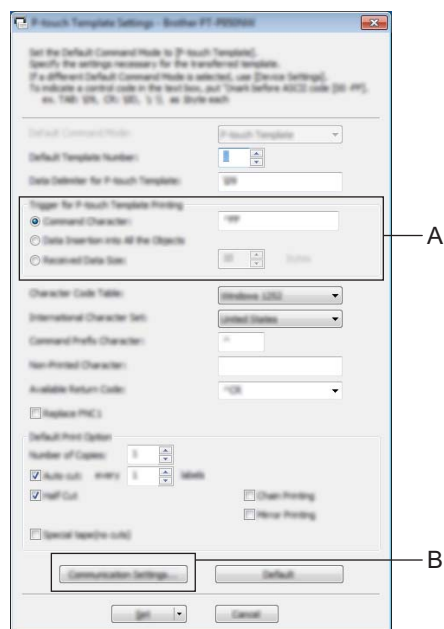 P-touch Template Settings - Brother PT-P950NW
Set the Default Command Mode to [P-touch Template].
Specify the settings necessary for the transferred template.
If a different Default Command Mode is selected, use [Device Settings].
To indicate a control code in the text box, put "\"mark before ASCII code [00 -FF].
Default Command Mode:
P-touch Template
Default Template Number:
Data Delimiter for P-touch Template:
Trigger for P-touch Template Printing
Command Character:
^FF
A
Data Insertion into All the Objects
Received Data Size:
Character Code Table:
Windows 1252
International Character Set:
United States
Command Prefix Character:
^
Non-Printed Character:
Available Return Code:
^CR
Replace FNC1
Default Print Option
Number of Copies: 1
Auto cut: every 1 labels
Half Cut
Chain Printing
Mirror Printing
Special tape(no cuts)
B
Communication Settings...
Default
Set
Cancel